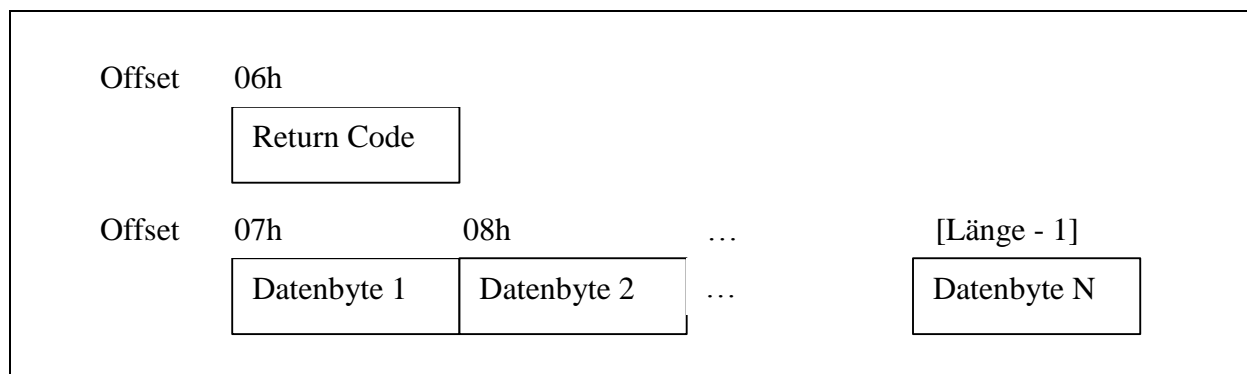 Offset 06h
Return Code
Offset 07h 08h … [Länge - 1]
Datenbyte 1 Datenbyte 2 … Datenbyte N